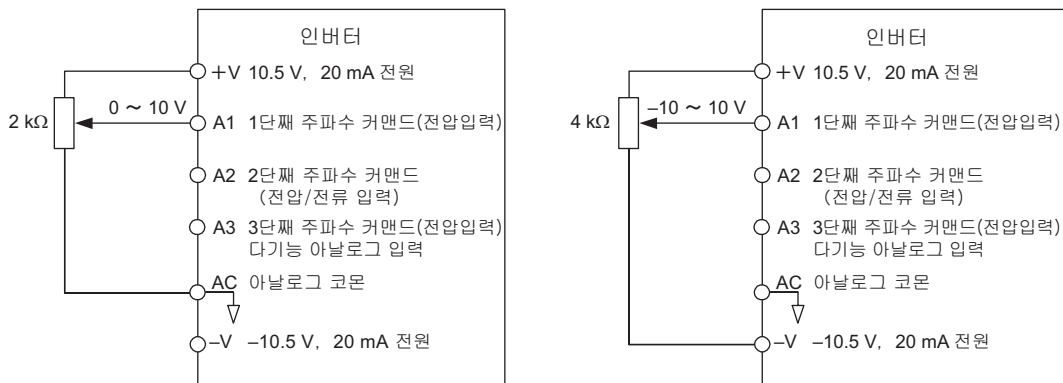 인버터
+V 10.5 V, 20 mA 전원
2 kΩ
0 ～ 10 V
A1 1단째 주파수 커맨드(전압입력)
A2 2단째 주파수 커맨드
(전압/전류 입력)
A3 3단째 주파수 커맨드(전압입력)
다기능 아날로그 입력
AC 아날로그 코몬
–V –10.5 V, 20 mA 전원
인버터
+V 10.5 V, 20 mA 전원
4 kΩ
–10 ～ 10 V
A1 1단째 주파수 커맨드(전압입력)
A2 2단째 주파수 커맨드
(전압/전류 입력)
A3 3단째 주파수 커맨드(전압입력)
다기능 아날로그 입력
AC 아날로그 코몬
–V –10.5 V, 20 mA 전원